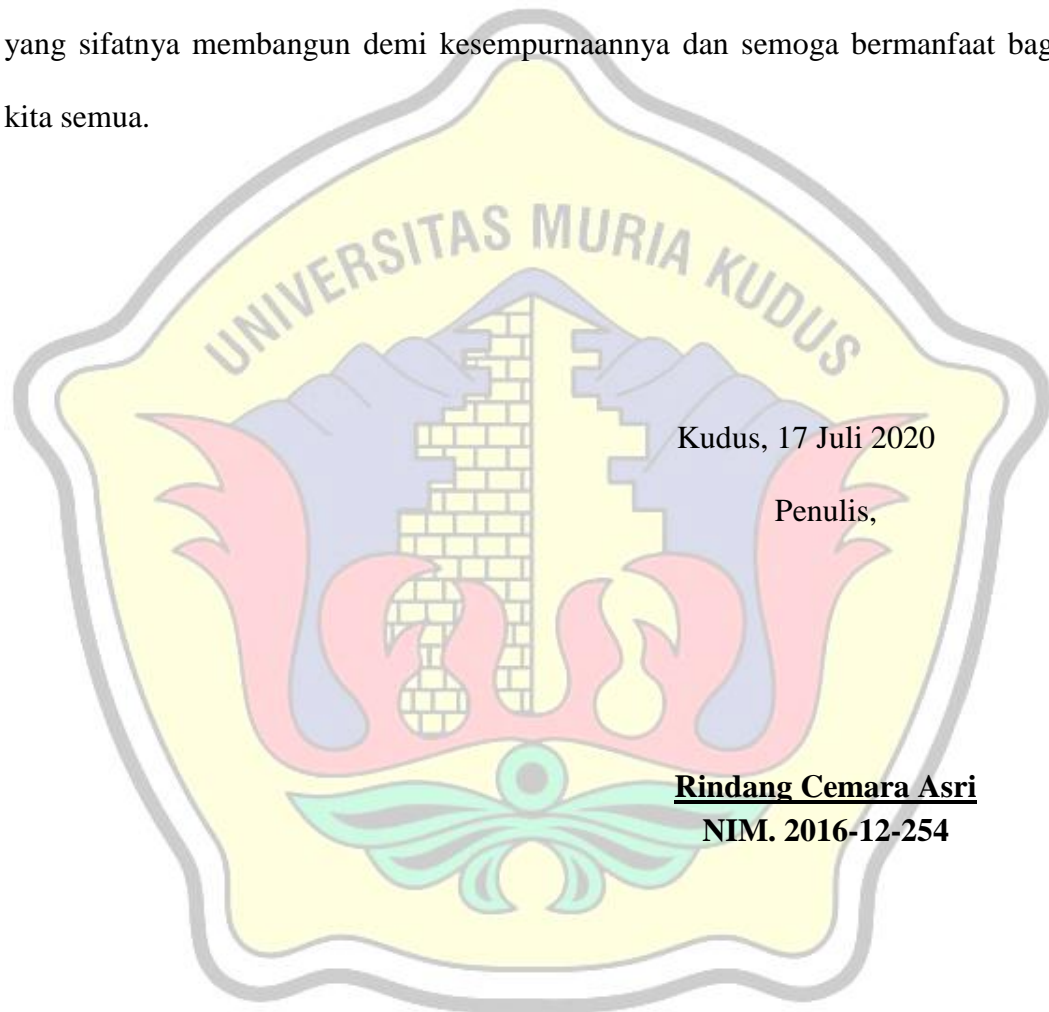 yang sifatnya membangun demi kesempurnaannya dan semoga bermanfaat bag
kita semua.
UNIVERSITAS MURIA KUDUS
Kudus, 17 Juli 2020
Penulis,
Rindang Cemara Asri
NIM. 2016-12-254